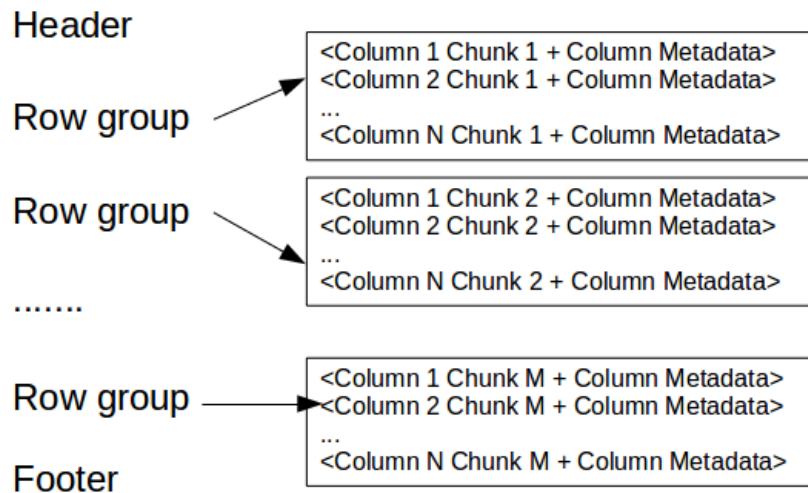 Header
Row group
<Column 1 Chunk 1 + Column Metadata>
<Column 2 Chunk 1 + Column Metadata>
...
<Column N Chunk 1 + Column Metadata>
Row group
<Column 1 Chunk 2 + Column Metadata>
<Column 2 Chunk 2 + Column Metadata>
...
<Column N Chunk 2 + Column Metadata>
.......
Row group
<Column 1 Chunk M + Column Metadata>
<Column 2 Chunk M + Column Metadata>
...
<Column N Chunk M + Column Metadata>
Footer